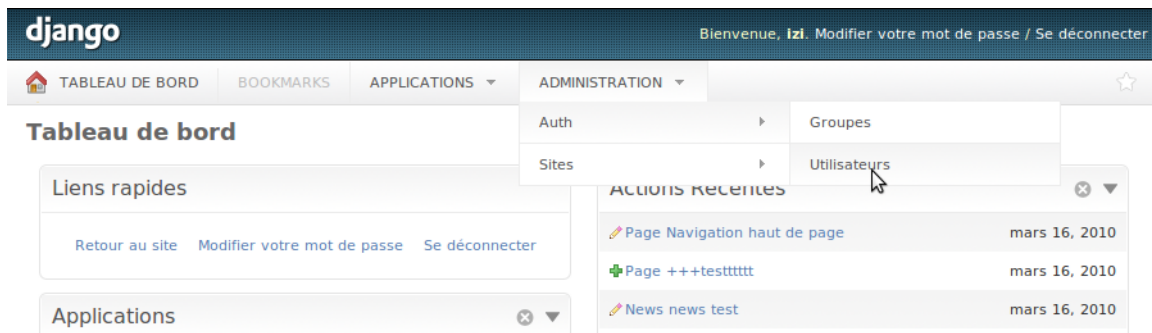 django
Bienvenue, izi. Modifier votre mot de passe / Se déconnecter
TABLEAU DE BORD BOOKMARKS APPLICATIONS ADMINISTRATION
Auth Groupes
Tableau de bord
Sites Utilisateurs
Liens rapides
Actions Récentes
Retour au site Modifier votre mot de passe Se déconnecter
Page Navigation haut de page mars 16, 2010
Page +++testttttt mars 16, 2010
News news test mars 16, 2010
Applications